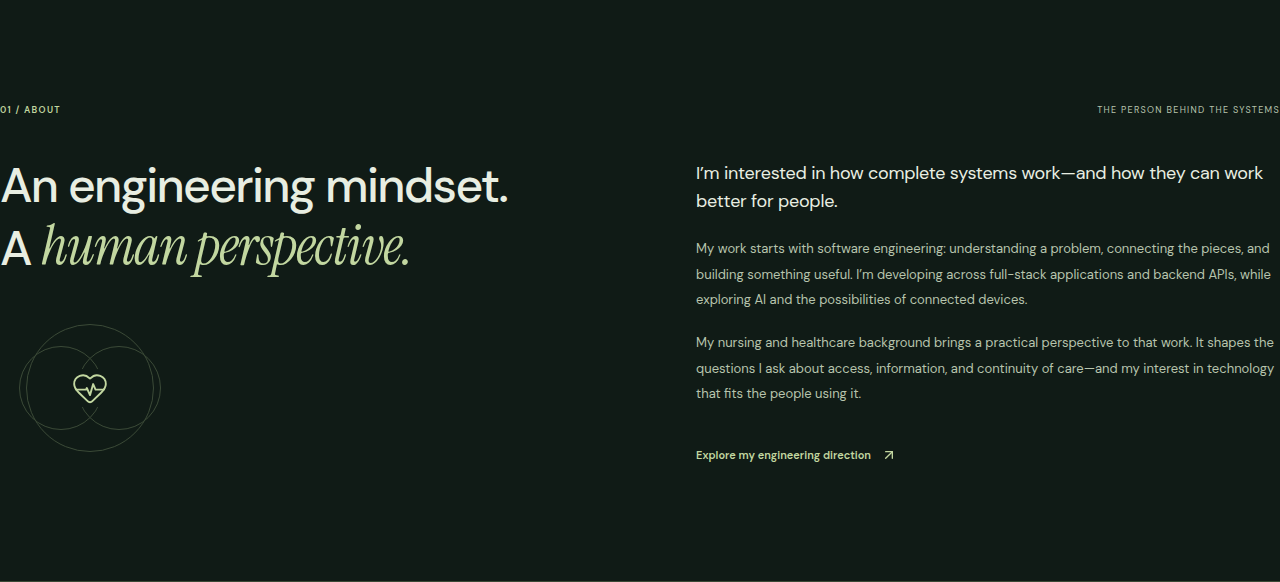 01 / ABOUT
THE PERSON BEHIND THE SYSTEMS
An engineering mindset.
A human perspective.
I’m interested in how complete systems work—and how they can work
better for people.
My work starts with software engineering: understanding a problem, connecting the pieces, and
building something useful. I’m developing across full-stack applications and backend APIs, while
exploring AI and the possibilities of connected devices.
My nursing and healthcare background brings a practical perspective to that work. It shapes the
questions I ask about access, information, and continuity of care—and my interest in technology
that fits the people using it.
Explore my engineering direction